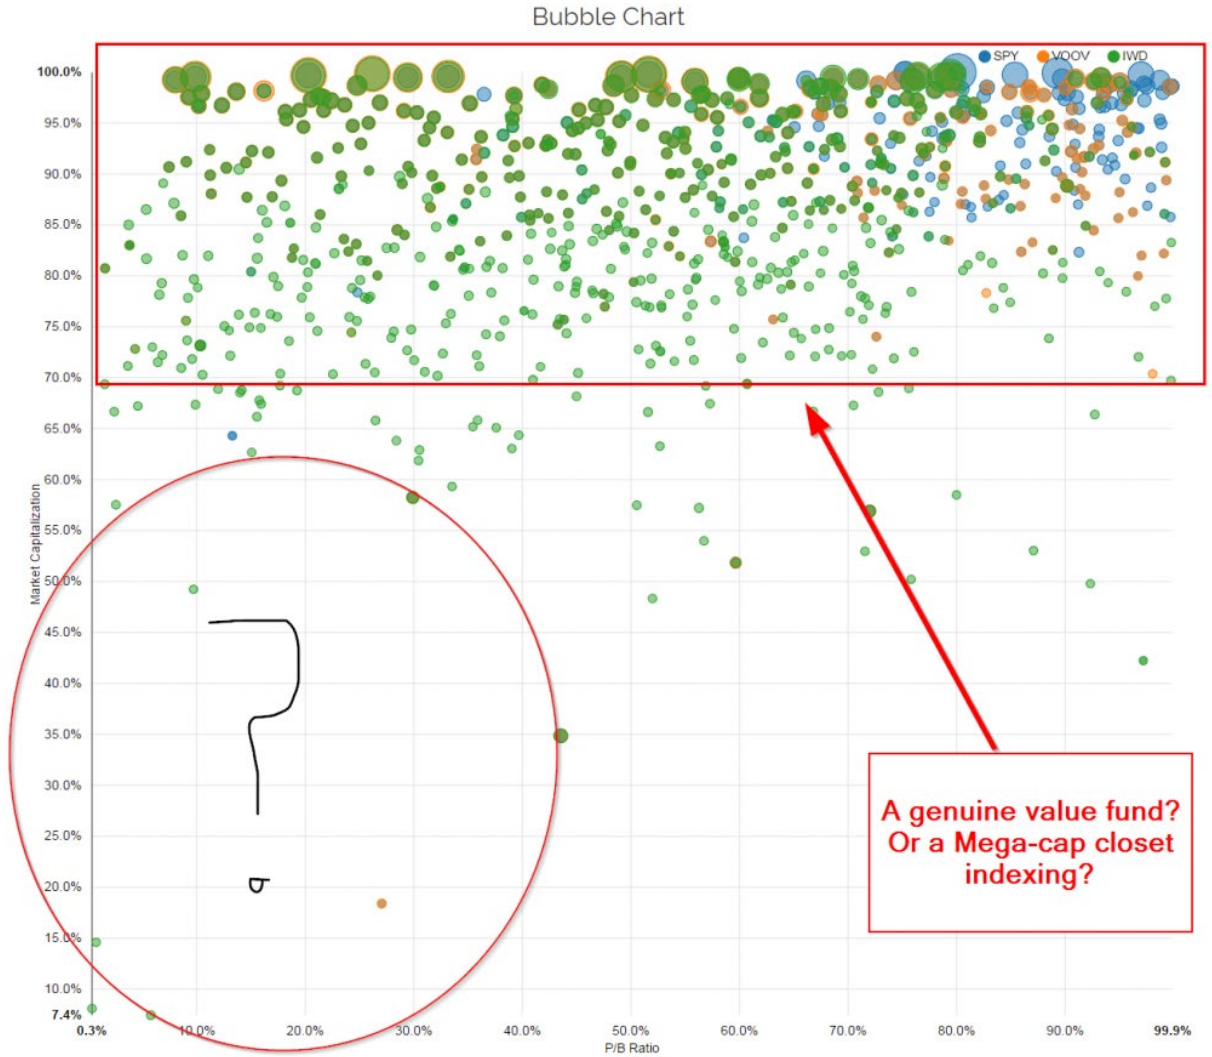 Bubble Chart
SPY VOOV IWD
100.0%
95.0%
90.0%
85.0%
80.0%
75.0%
70.0%
65.0%
60.0%
55.0%
50.0%
45.0%
40.0%
35.0%
30.0%
25.0%
20.0%
15.0%
10.0%
7.4%
Market Capitalization
A genuine value fund?
Or a Mega-cap closet
indexing?
?
0.3% 10.0% 20.0% 30.0% 40.0% 50.0% 60.0% 70.0% 80.0% 90.0% 99.9%
P/B Ratio